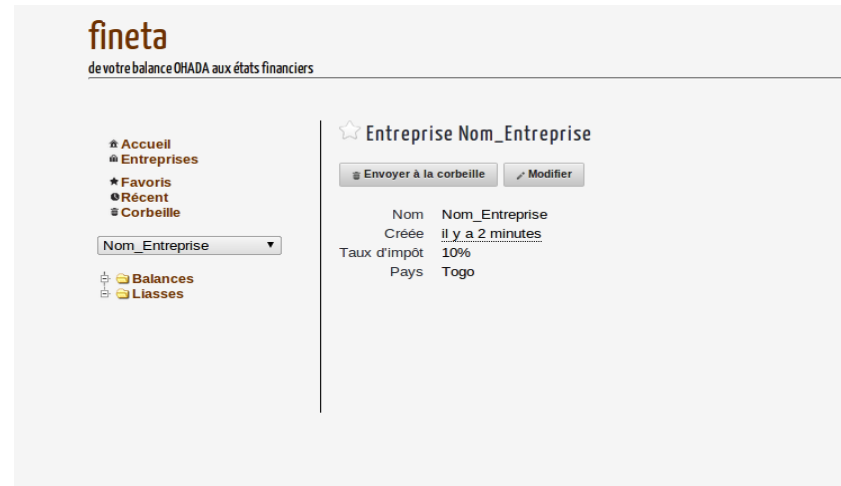 fineta
de votre balance OHADA aux états financiers
Accueil
Entreprises
Favoris
Récent
Corbeille
Nom_Entreprise
Balances
Liasses
Entreprise Nom_Entreprise
Envoyer à la corbeille Modifier
Nom Nom_Entreprise
Créée il y a 2 minutes
Taux d'impôt 10%
Pays Togo